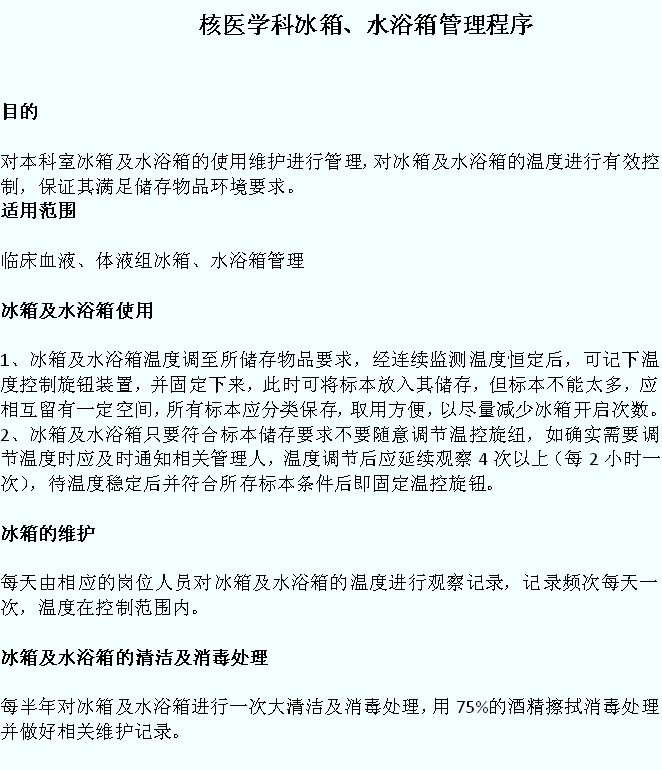 核医学科冰箱、水浴箱管理程序
目的
对本科室冰箱及水浴箱的使用维护进行管理，对冰箱及水浴箱的温度进行有效控
制，保证其满足储存物品环境要求。
适用范围
临床血液、体液组冰箱、水浴箱管理
冰箱及水浴箱使用
1、冰箱及水浴箱温度调至所储存物品要求，经连续监测温度恒定后，可记下温
度控制旋钮装置，并固定下来，此时可将标本放入其储存，但标本不能太多，应
相互留有一定空间，所有标本应分类保存，取用方便，以尽量减少冰箱开启次数。
2、冰箱及水浴箱只要符合标本储存要求不要随意调节温控旋纽，如确实需要调
节温度时应及时通知相关管理人，温度调节后应延续观察 4 次以上（每 2 小时一
次），待温度稳定后并符合所存标本条件后即固定温控旋钮。
冰箱的维护
每天由相应的岗位人员对冰箱及水浴箱的温度进行观察记录，记录频次每天一
次，温度在控制范围内。
冰箱及水浴箱的清洁及消毒处理
每半年对冰箱及水浴箱进行一次大清洁及消毒处理，用 75%的酒精擦拭消毒处理
并做好相关维护记录。